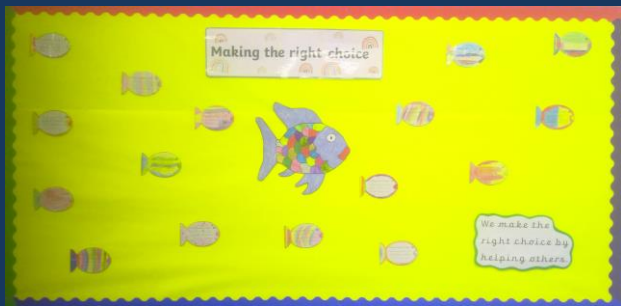 Making the right choice
We make the
right choice by
helping others.